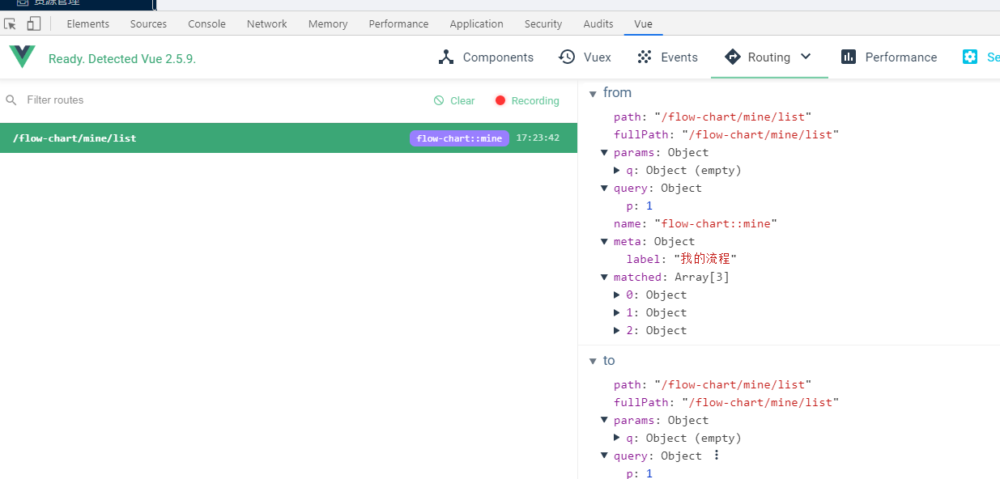 资源管理
Elements Sources Console Network Memory Performance Application Security Audits Vue
Ready. Detected Vue 2.5.9. Components Vuex Events Routing Performance Se
Filter routes Clear Recording
/flow-chart/mine/list flow-chart::mine 17:23:42
from
path: "/flow-chart/mine/list"
fullPath: "/flow-chart/mine/list"
params: Object
q: Object (empty)
query: Object
p: 1
name: "flow-chart::mine"
meta: Object
label: "我的流程"
matched: Array[3]
0: Object
1: Object
2: Object
to
path: "/flow-chart/mine/list"
fullPath: "/flow-chart/mine/list"
params: Object
q: Object (empty)
query: Object
p: 1